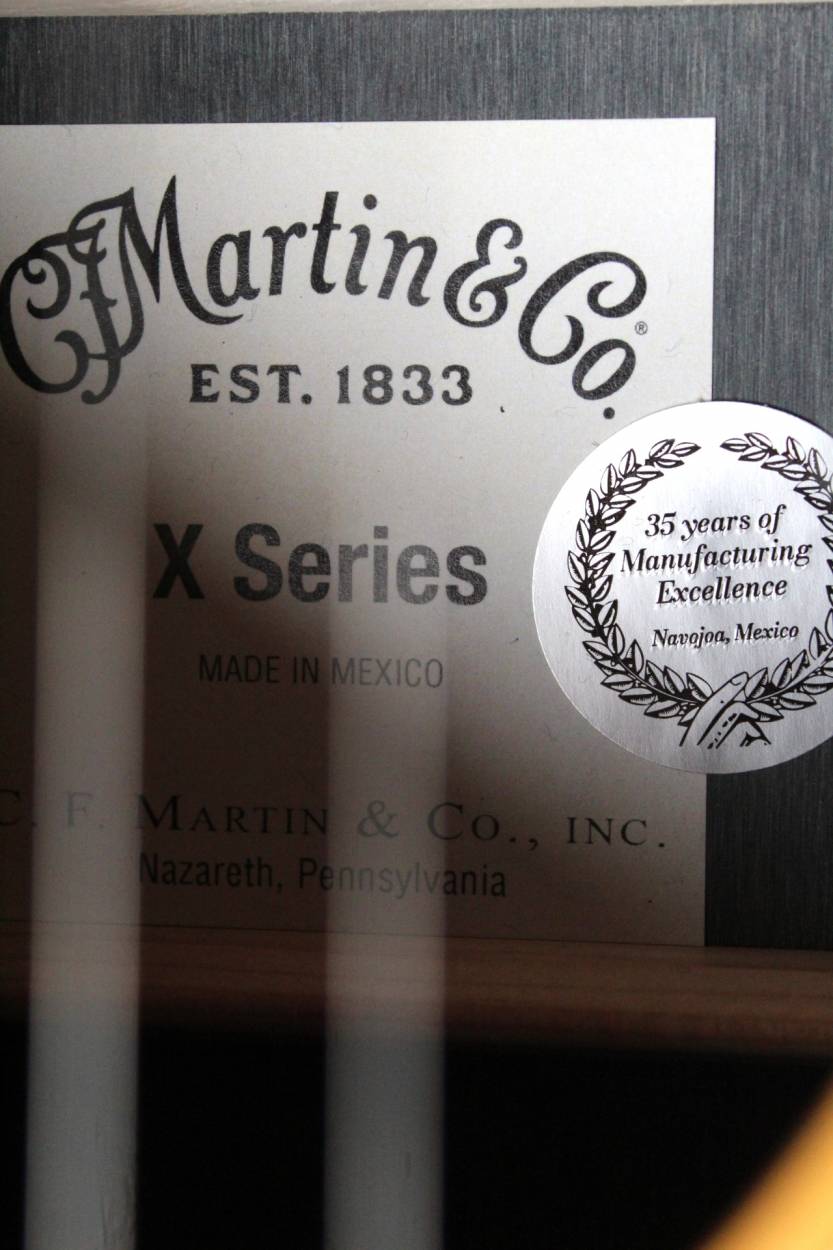 CFMartin & Co.®
EST. 1833
X Series
MADE IN MEXICO
C. F. MARTIN & CO., INC.
Nazareth, Pennsylvania
35 years of
Manufacturing
Excellence
Navojoa, Mexico